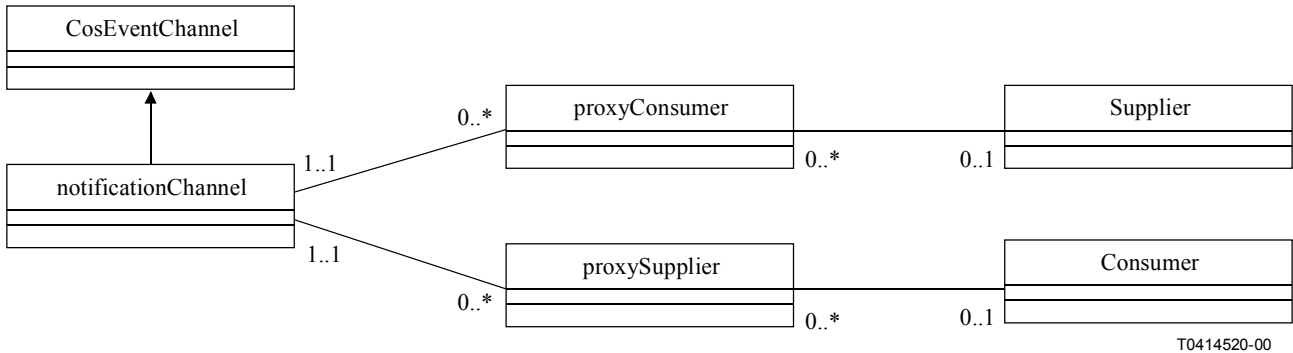 CosEventChannel
proxyConsumer
Supplier
0..*
1..1
0..*
0..1
notificationChannel
1..1
proxySupplier
Consumer
0..*
0..*
0..1
T0414520-00